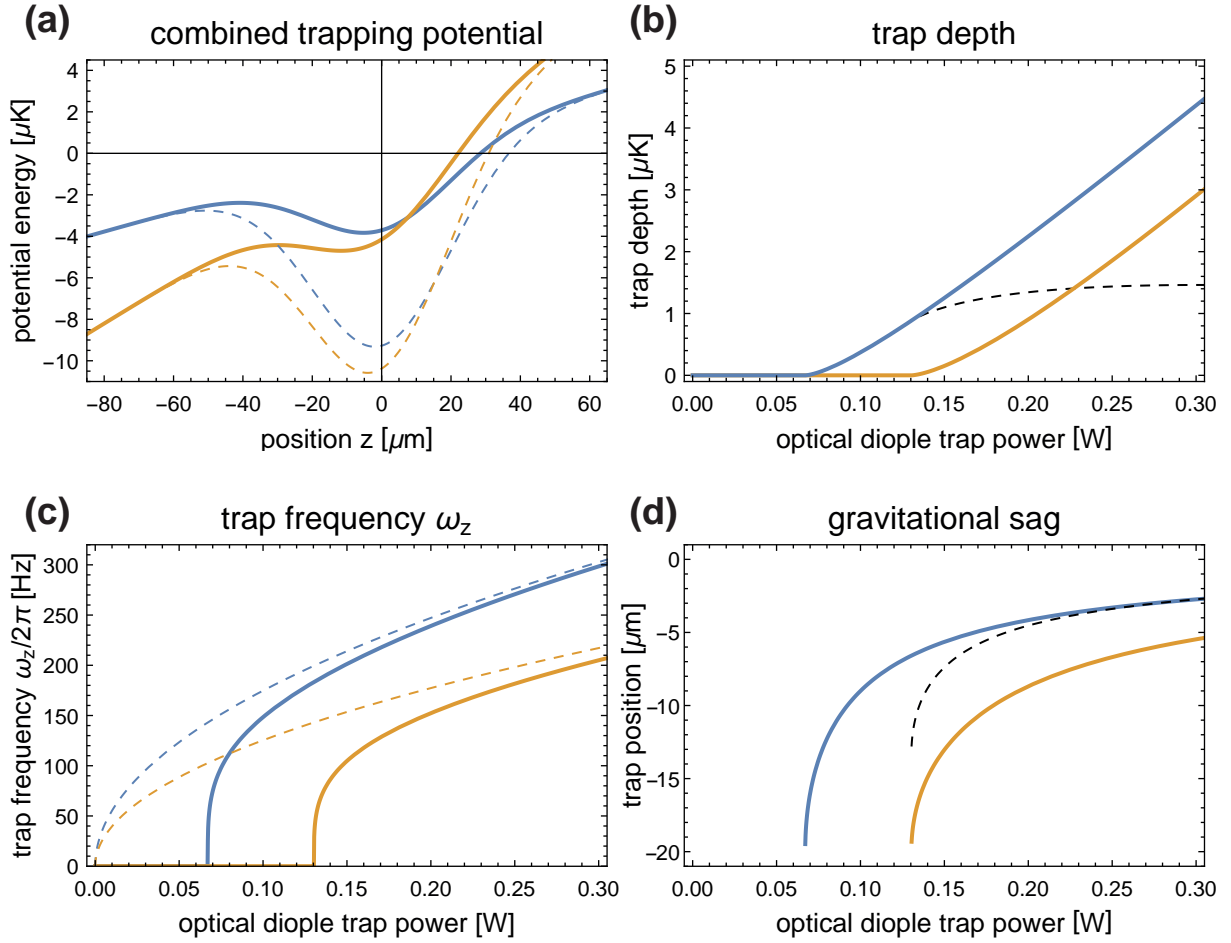 (a)
combined trapping potential
potential energy [μK]
4
2
0
−2
−4
−6
−8
−10
−80 −60 −40 −20 0 20 40 60
position z [μm]
(b)
trap depth
trap depth [μK]
5
4
3
2
1
0
0.00 0.05 0.10 0.15 0.20 0.25 0.30
optical diople trap power [W]
(c)
trap frequency ωz
trap frequency ωz/2π [Hz]
300
250
200
150
100
50
0
0.00 0.05 0.10 0.15 0.20 0.25 0.30
optical diople trap power [W]
(d)
gravitational sag
trap position [μm]
0
−5
−10
−15
−20
0.00 0.05 0.10 0.15 0.20 0.25 0.30
optical diople trap power [W]